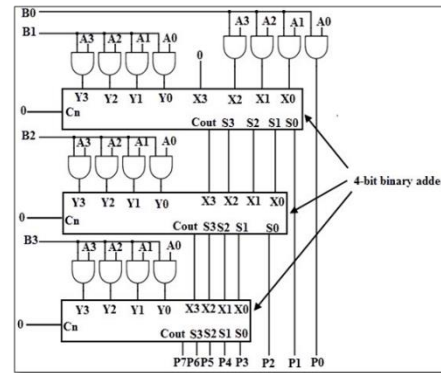 B0
A3 A2 A1 A0
B1
A3 A2 A1 A0
0
Y3 Y2 Y1 Y0 X3 X2 X1 X0
0 Cn
Cout S3 S2 S1 S0
B2
A3 A2 A1 A0
4-bit binary adde
Y3 Y2 Y1 Y0 X3 X2 X1 X0
0 Cn
Cout S3 S2 S1 S0
B3
A3 A2 A1 A0
Y3 Y2 Y1 Y0 X3 X2 X1 X0
0 Cn
Cout S3 S2 S1 S0
P7 P6 P5 P4 P3 P2 P1 P0